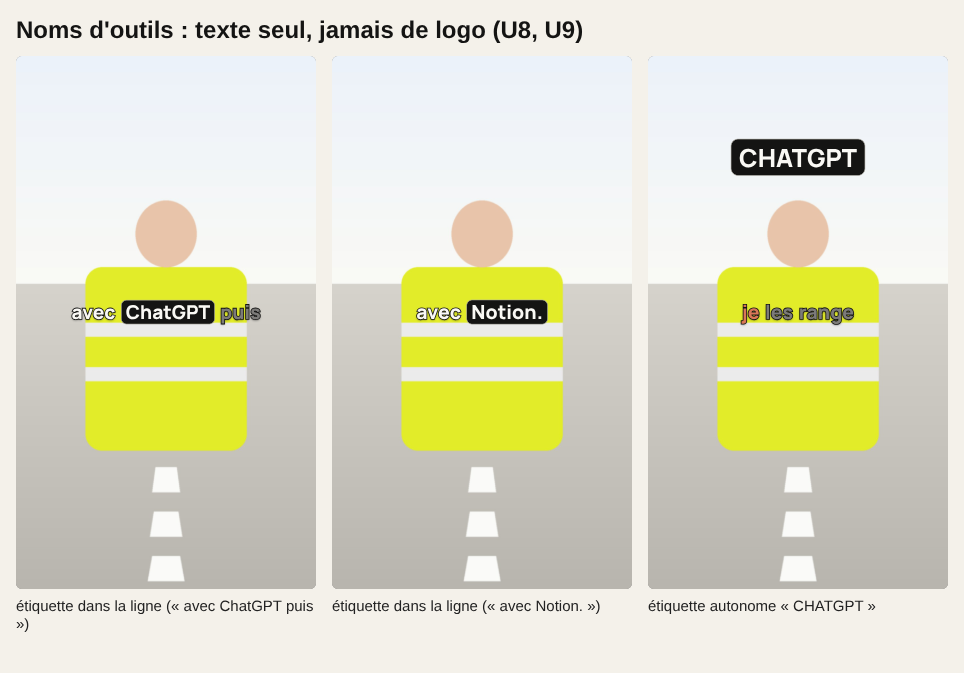 Noms d'outils : texte seul, jamais de logo (U8, U9)
avec ChatGPT puis
avec Notion.
CHATGPT
je les range
étiquette dans la ligne (« avec ChatGPT puis
»)
étiquette dans la ligne (« avec Notion. »)
étiquette autonome « CHATGPT »